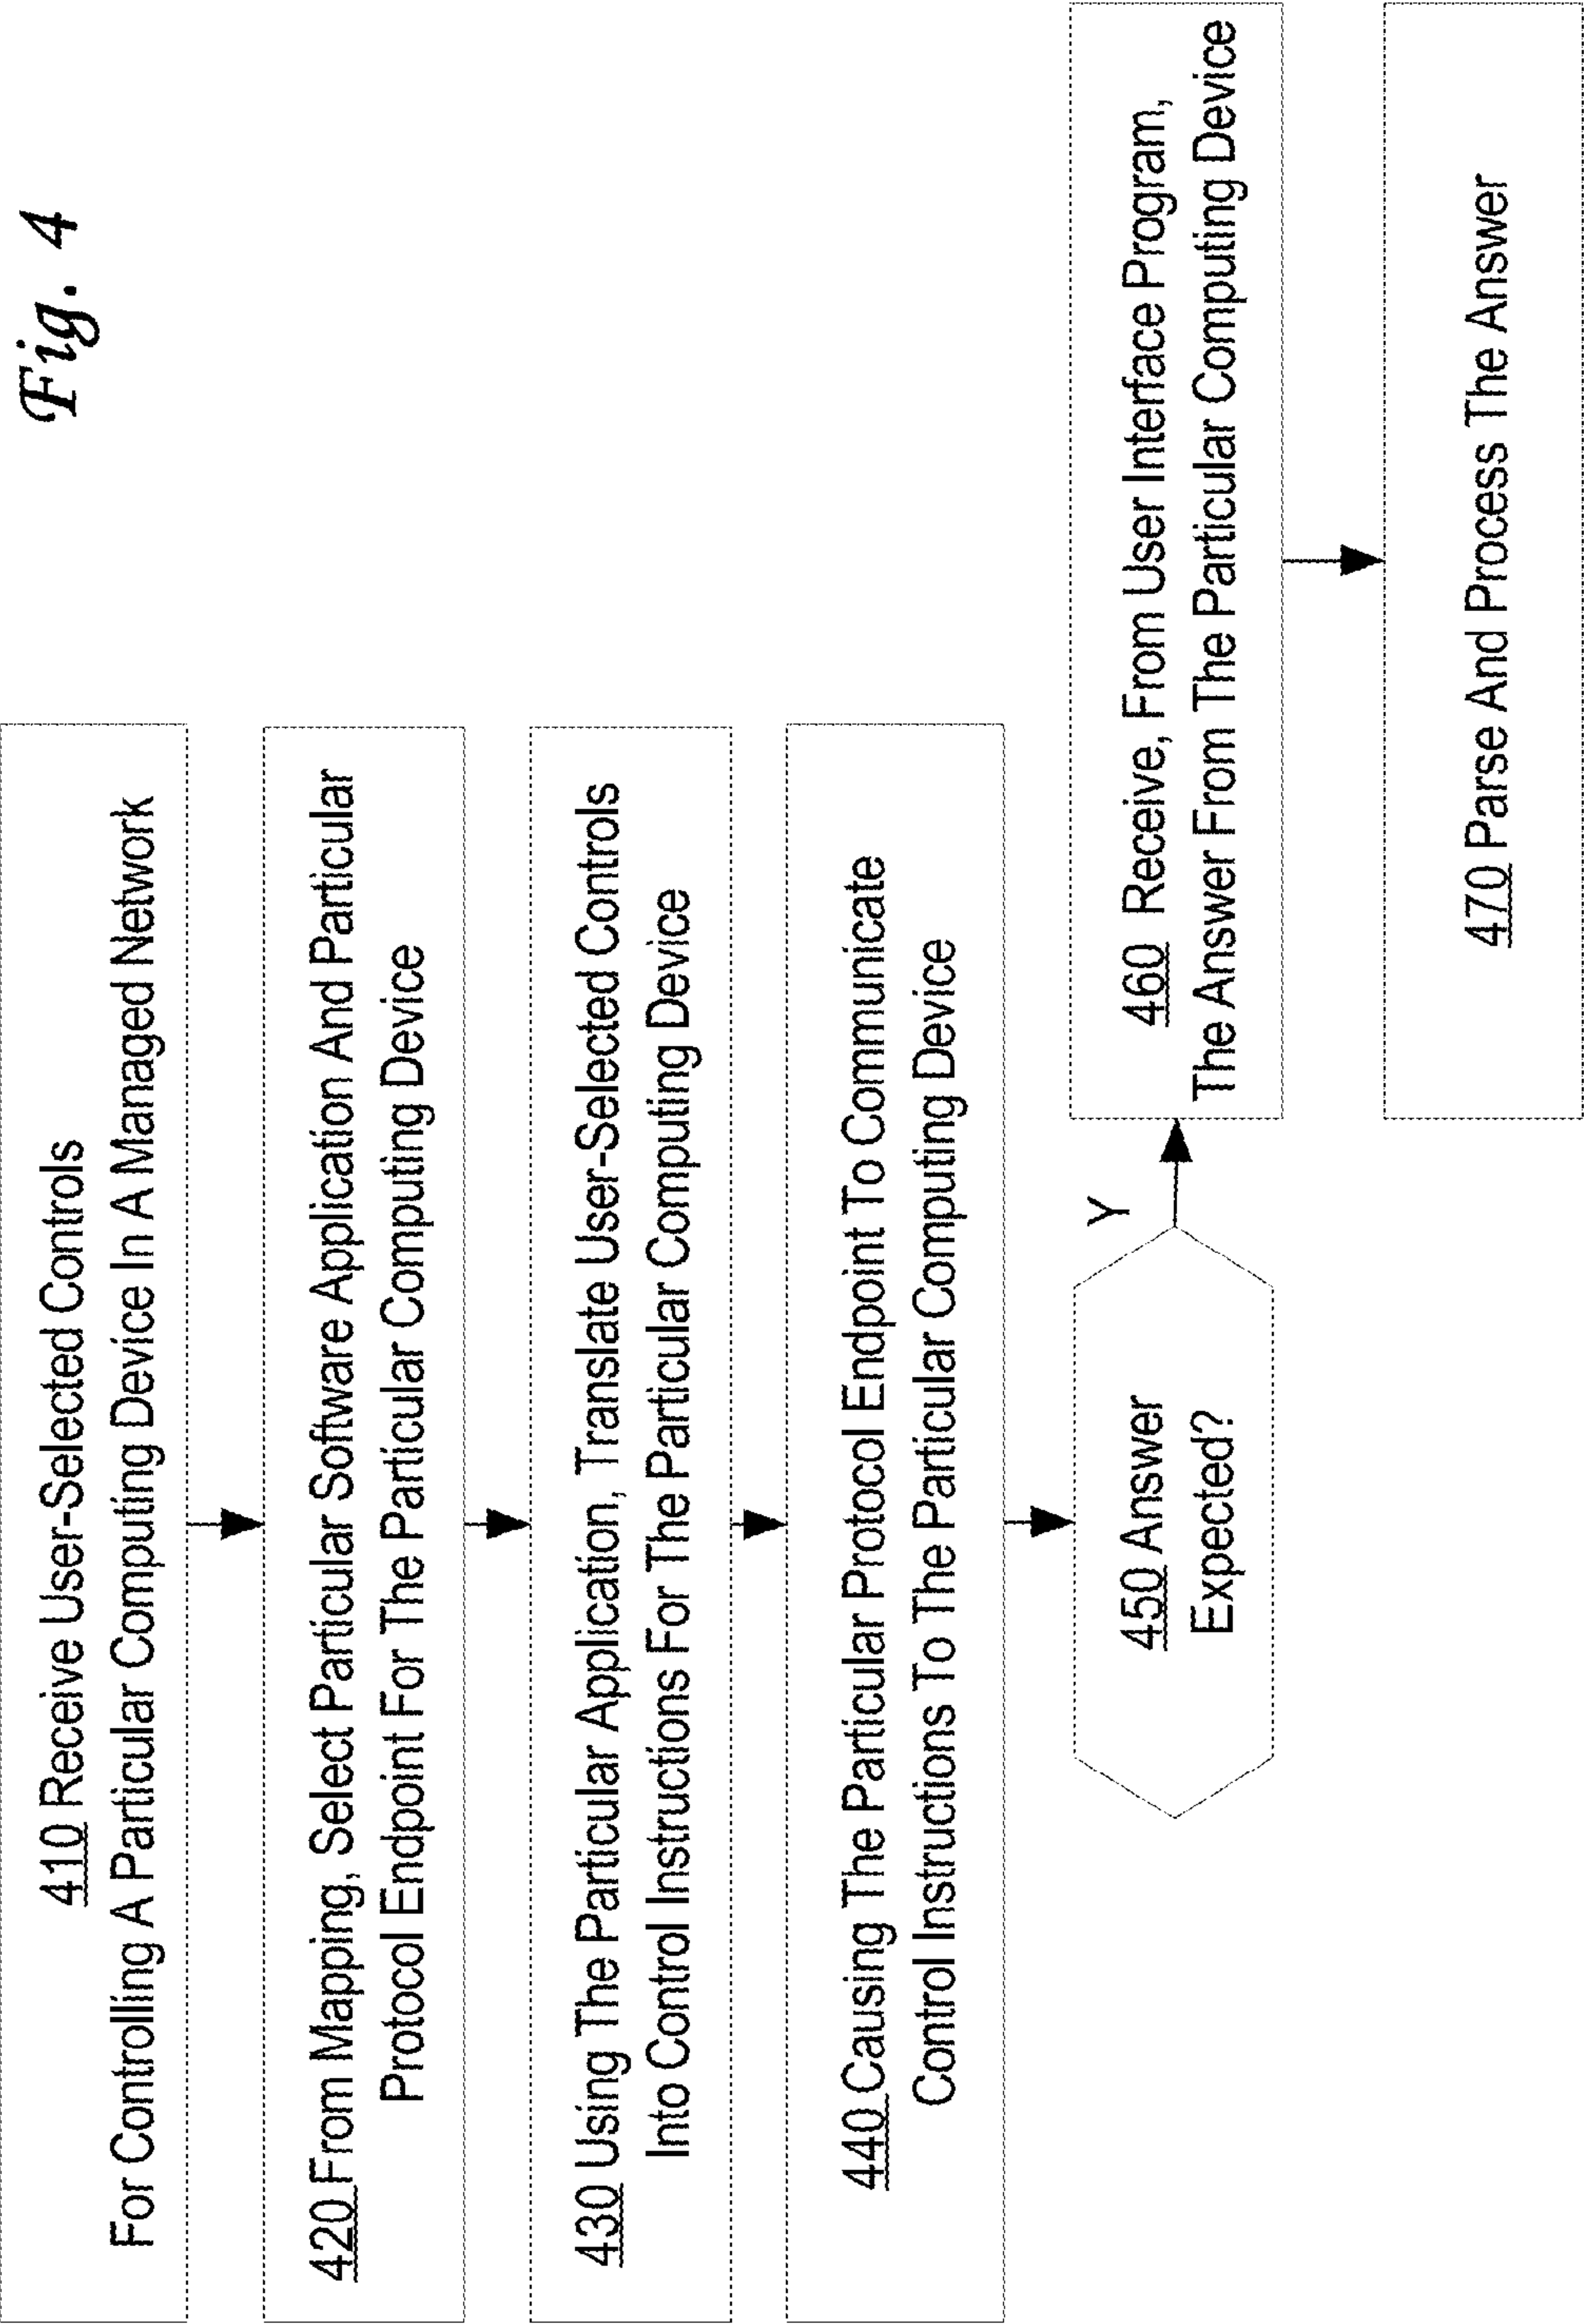 Fig. 4
410 Receive User-Selected Controls
For Controlling A Particular Computing Device In A Managed Network
420 From Mapping, Select Particular Software Application And Particular
Protocol Endpoint For The Particular Computing Device
430 Using The Particular Application, Translate User-Selected Controls
Into Control Instructions For The Particular Computing Device
440 Causing The Particular Protocol Endpoint To Communicate
Control Instructions To The Particular Computing Device
450 Answer
Expected?
Y
460 Receive, From User Interface Program,
The Answer From The Particular Computing Device
470 Parse And Process The Answer